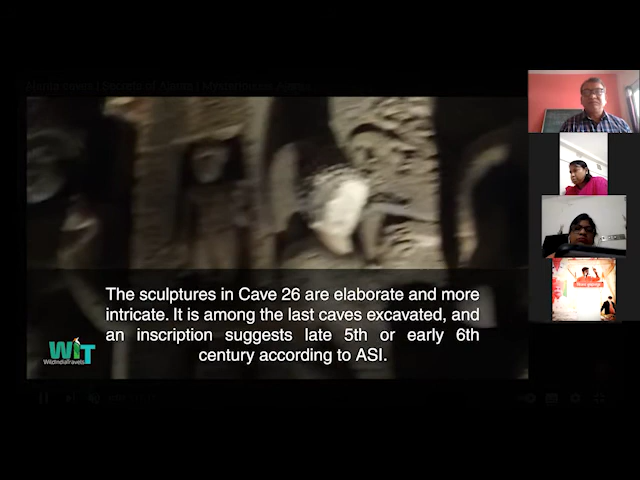 The sculptures in Cave 26 are elaborate and more
intricate. It is among the last caves excavated, and
an inscription suggests late 5th or early 6th
century according to ASI.
WiT
WildIndiaTravels